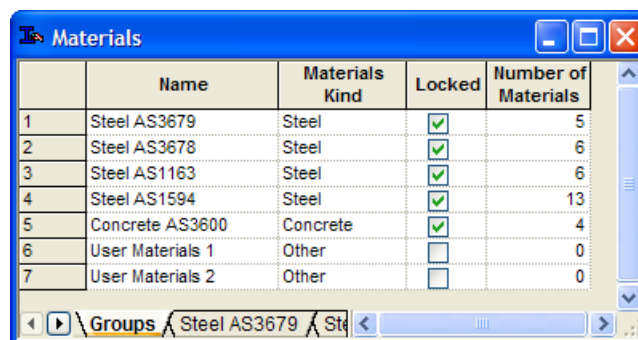 Materials
Name Materials Kind Locked Number of Materials
1 Steel AS3679 Steel 5
2 Steel AS3678 Steel 6
3 Steel AS1163 Steel 6
4 Steel AS1594 Steel 13
5 Concrete AS3600 Concrete 4
6 User Materials 1 Other 0
7 User Materials 2 Other 0
Groups Steel AS3679 Ste